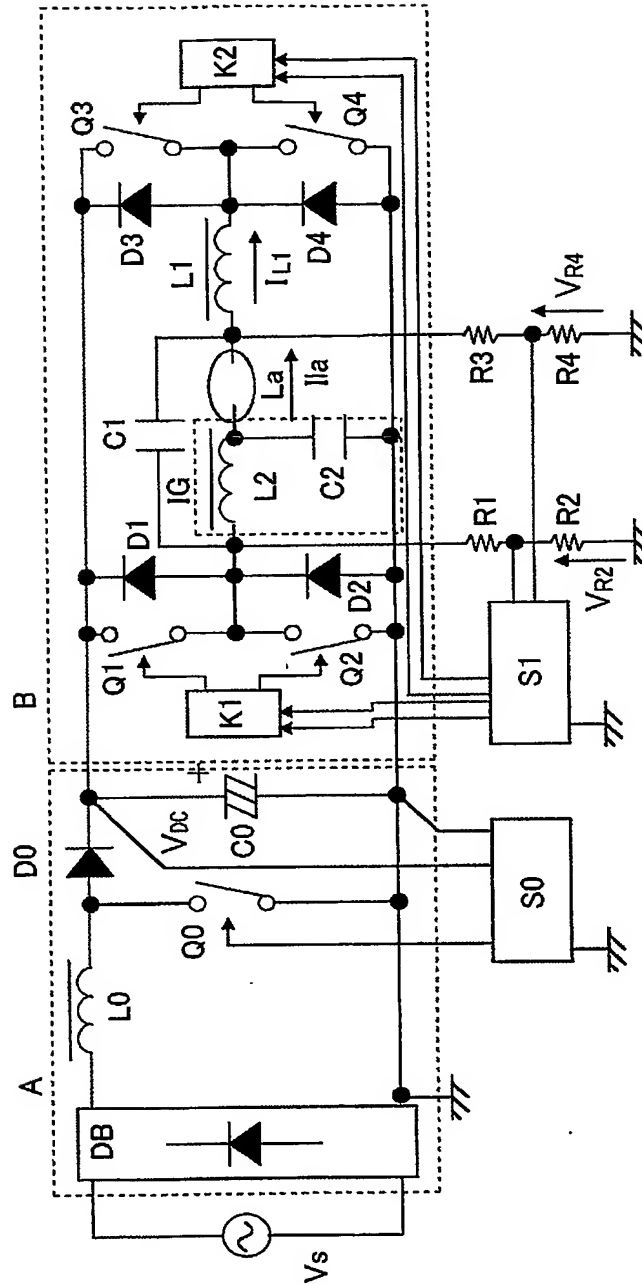 A
B
Vs
DB
L0
D0
Q0
VDC
+
C0
S0
Q1
K1
Q2
D1
D2
C1
IG
L2
C2
La
Ila
L1
IL1
D3
D4
Q3
K2
Q4
S1
R1
R2
VR2
R3
R4
VR4